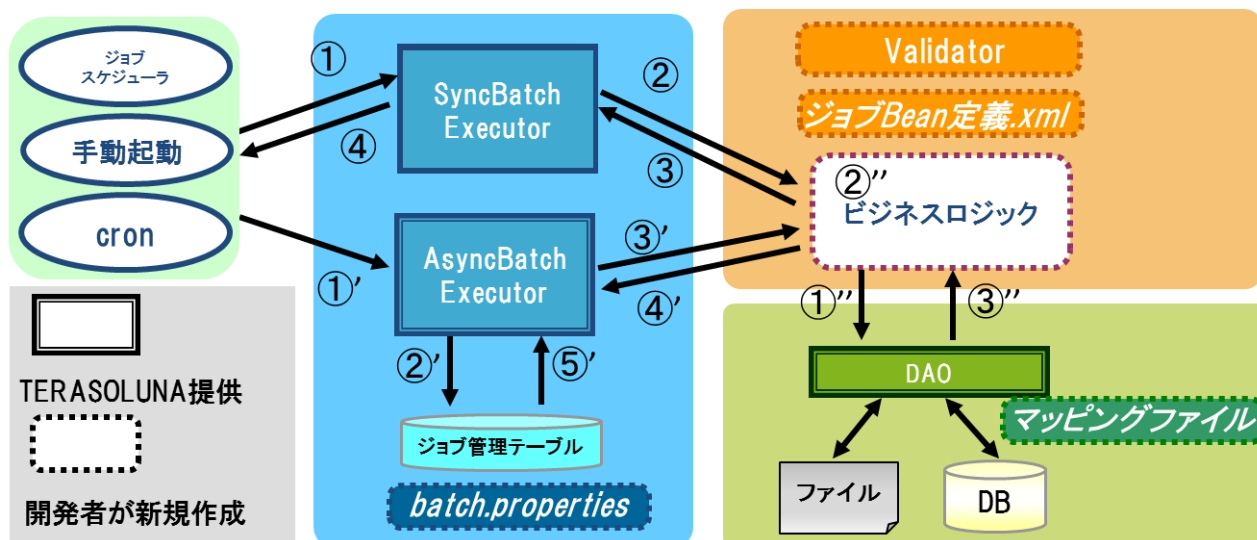 ジョブ
スケジューラ
手動起動
cron
①
④
①’
TERASOLUNA提供
開発者が新規作成
SyncBatch
Executor
AsyncBatch
Executor
②
③
③’
④’
②’
⑤’
ジョブ管理テーブル
batch.properties
Validator
ジョブBean定義.xml
②’’
ビジネスロジック
①’’
③’’
DAO
マッピングファイル
ファイル
DB